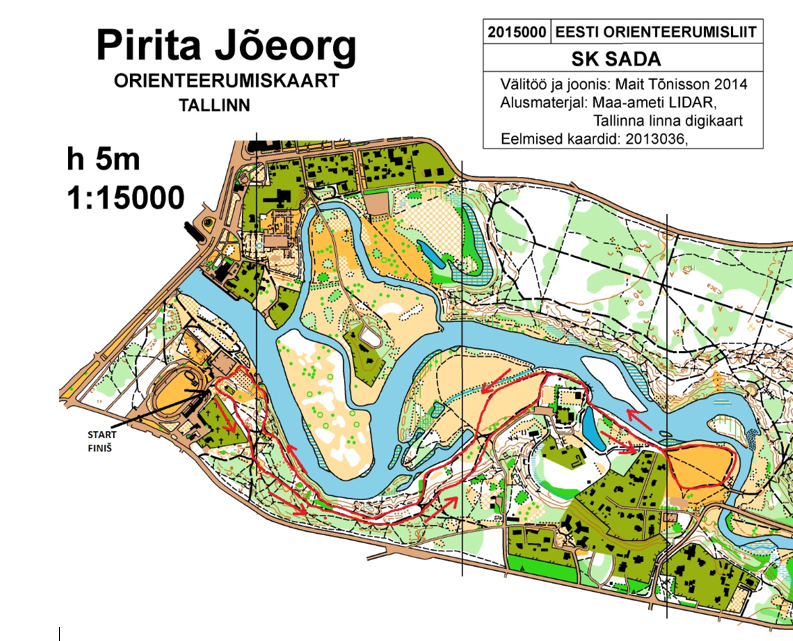 Pirita Jõeorg
ORIENTEERUMISKAART
TALLINN
h 5m
1:15000
2015000 EESTI ORIENTEERUMISLIIT
SK SADA
Välitöö ja joonis: Mait Tõnisson 2014
Alusmaterjal: Maa-ameti LIDAR,
Tallinna linna digikaart
Eelmised kaardid: 2013036,
START
FINIŠ